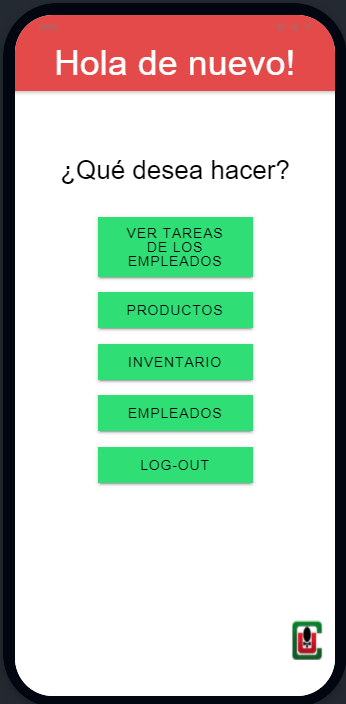 Hola de nuevo!
¿Qué desea hacer?
VER TAREAS
DE LOS
EMPLEADOS
PRODUCTOS
INVENTARIO
EMPLEADOS
LOG-OUT